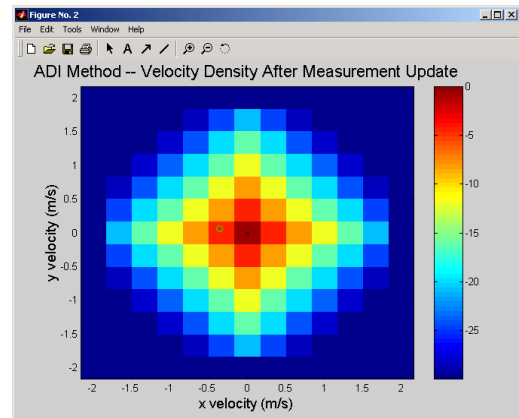 Figure No. 2
File Edit Tools Window Help
A
ADI Method -- Velocity Density After Measurement Update
2
1.5
1
0.5
0
-0.5
-1
-1.5
-2
y velocity (m/s)
-2 -1.5 -1 -0.5 0 0.5 1 1.5 2
x velocity (m/s)
0
-5
-10
-15
-20
-25